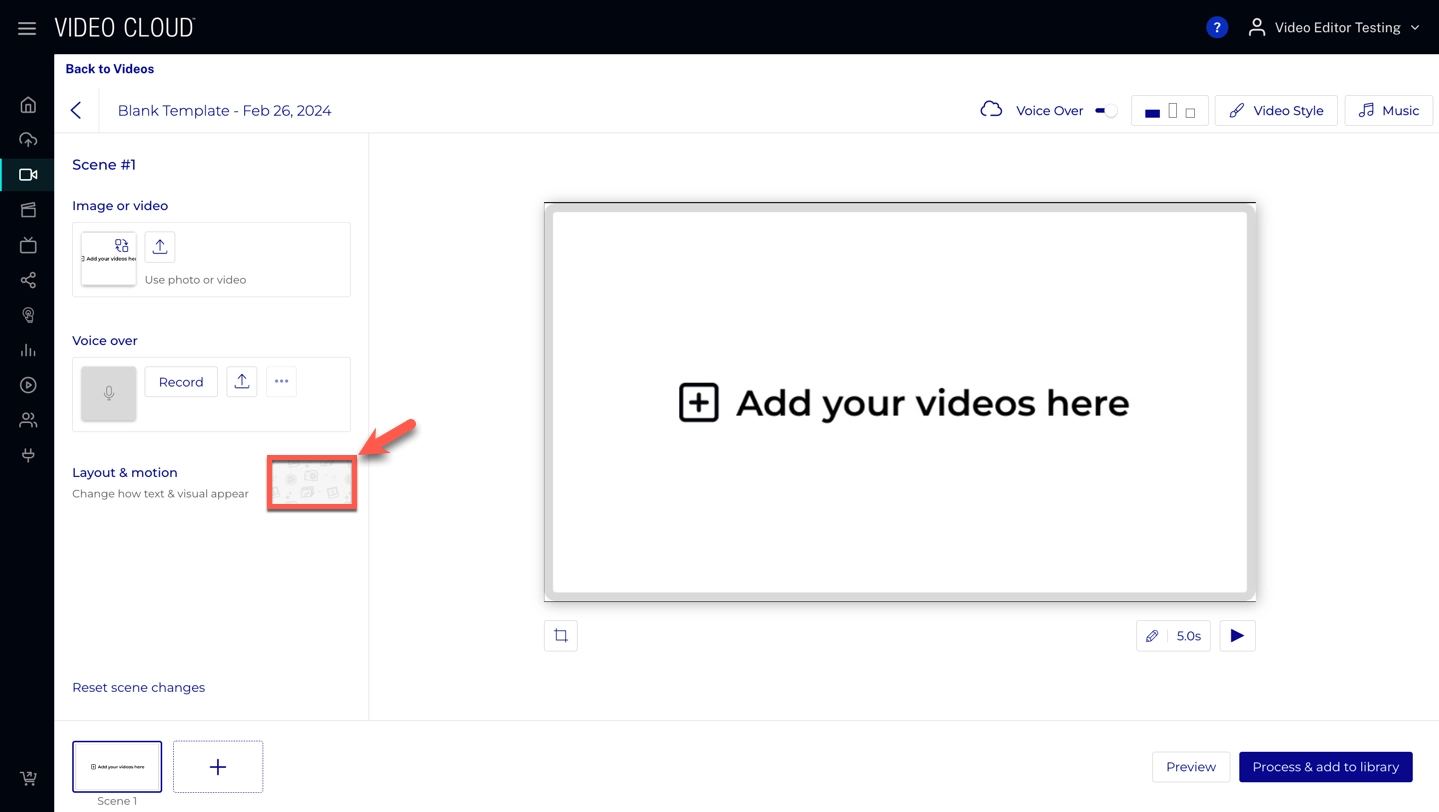 VIDEO CLOUD
?
Video Editor Testing
Back to Videos
Blank Template - Feb 26, 2024
Voice Over
Video Style
Music
Scene #1
Image or video
Add your videos her
Use photo or video
Voice over
Record
Layout & motion
Change how text & visual appear
Add your videos here
5.0s
Reset scene changes
Add your videos here
Scene 1
Preview
Process & add to library